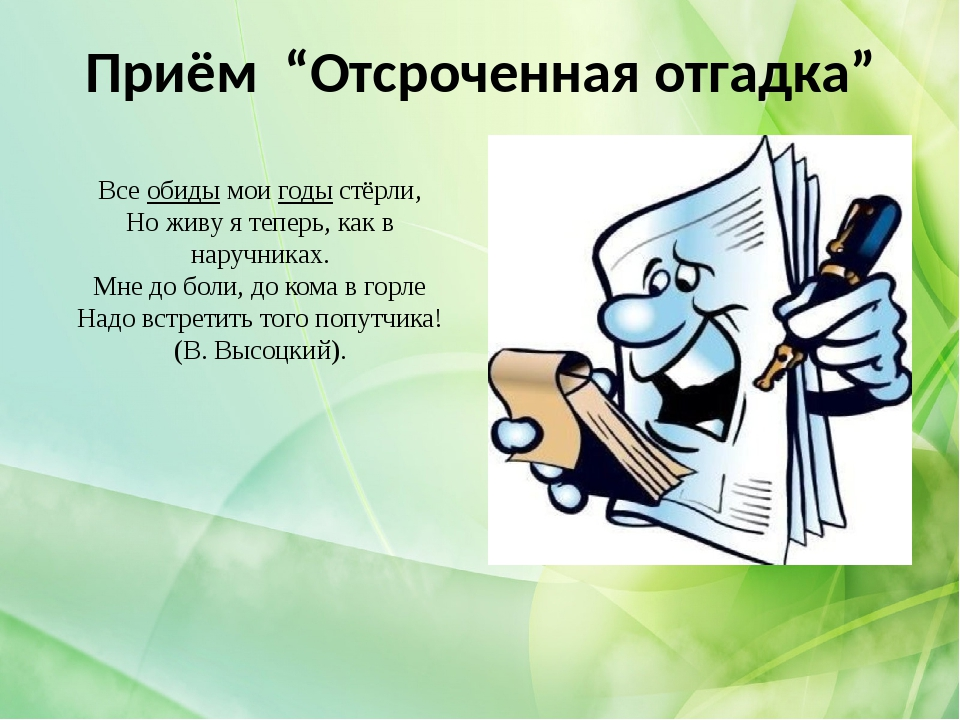 Приём “Отсроченная отгадка”
Все обиды мои годы стёрли,
Но живу я теперь, как в
наручниках.
Мне до боли, до кома в горле
Надо встретить того попутчика!
(В. Высоцкий).